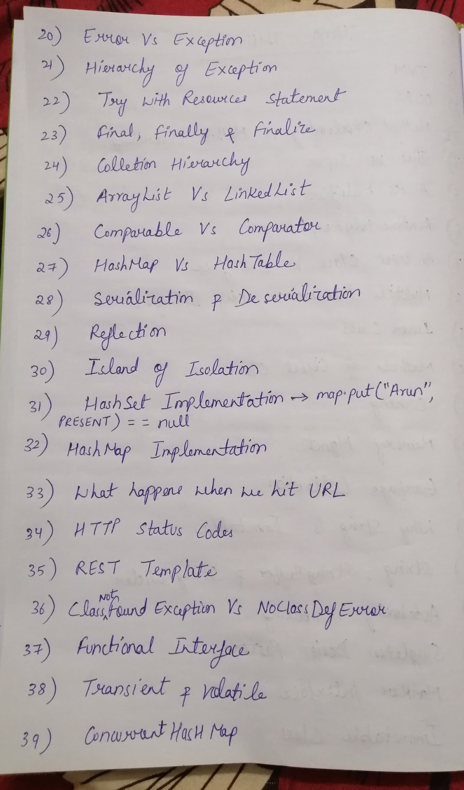 20) Error Vs Exception
21) Hierarchy of Exception
22) Try with Resources Statement
23) Final, Finally & Finalize
24) Colletion Hierarchy
25) ArrayList Vs LinkedList
26) Comparable Vs Comparator
27) HashMap Vs HashTable
28) Serialization & De serialization
29) Reflection
30) Island of Isolation
31) HashSet Implementation → map.put("Arun",
PRESENT) == null
32) HashMap Implementation
33) What happens when we hit URL
34) HTTP Status Codes
35) REST Template
36) Class Not Found Exception Vs NoClassDefError
37) Functional Interface
38) Transient & Volatile
39) Concurrent Hash Map